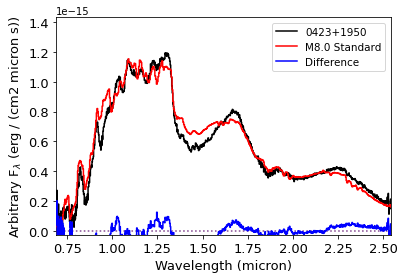 1e−15
1.4
1.2
1.0
0.8
0.6
0.4
0.2
0.0
Arbitrary Fλ (erg / (cm2 micron s))
0423+1950
M8.0 Standard
Difference
0.75 1.00 1.25 1.50 1.75 2.00 2.25 2.50
Wavelength (micron)